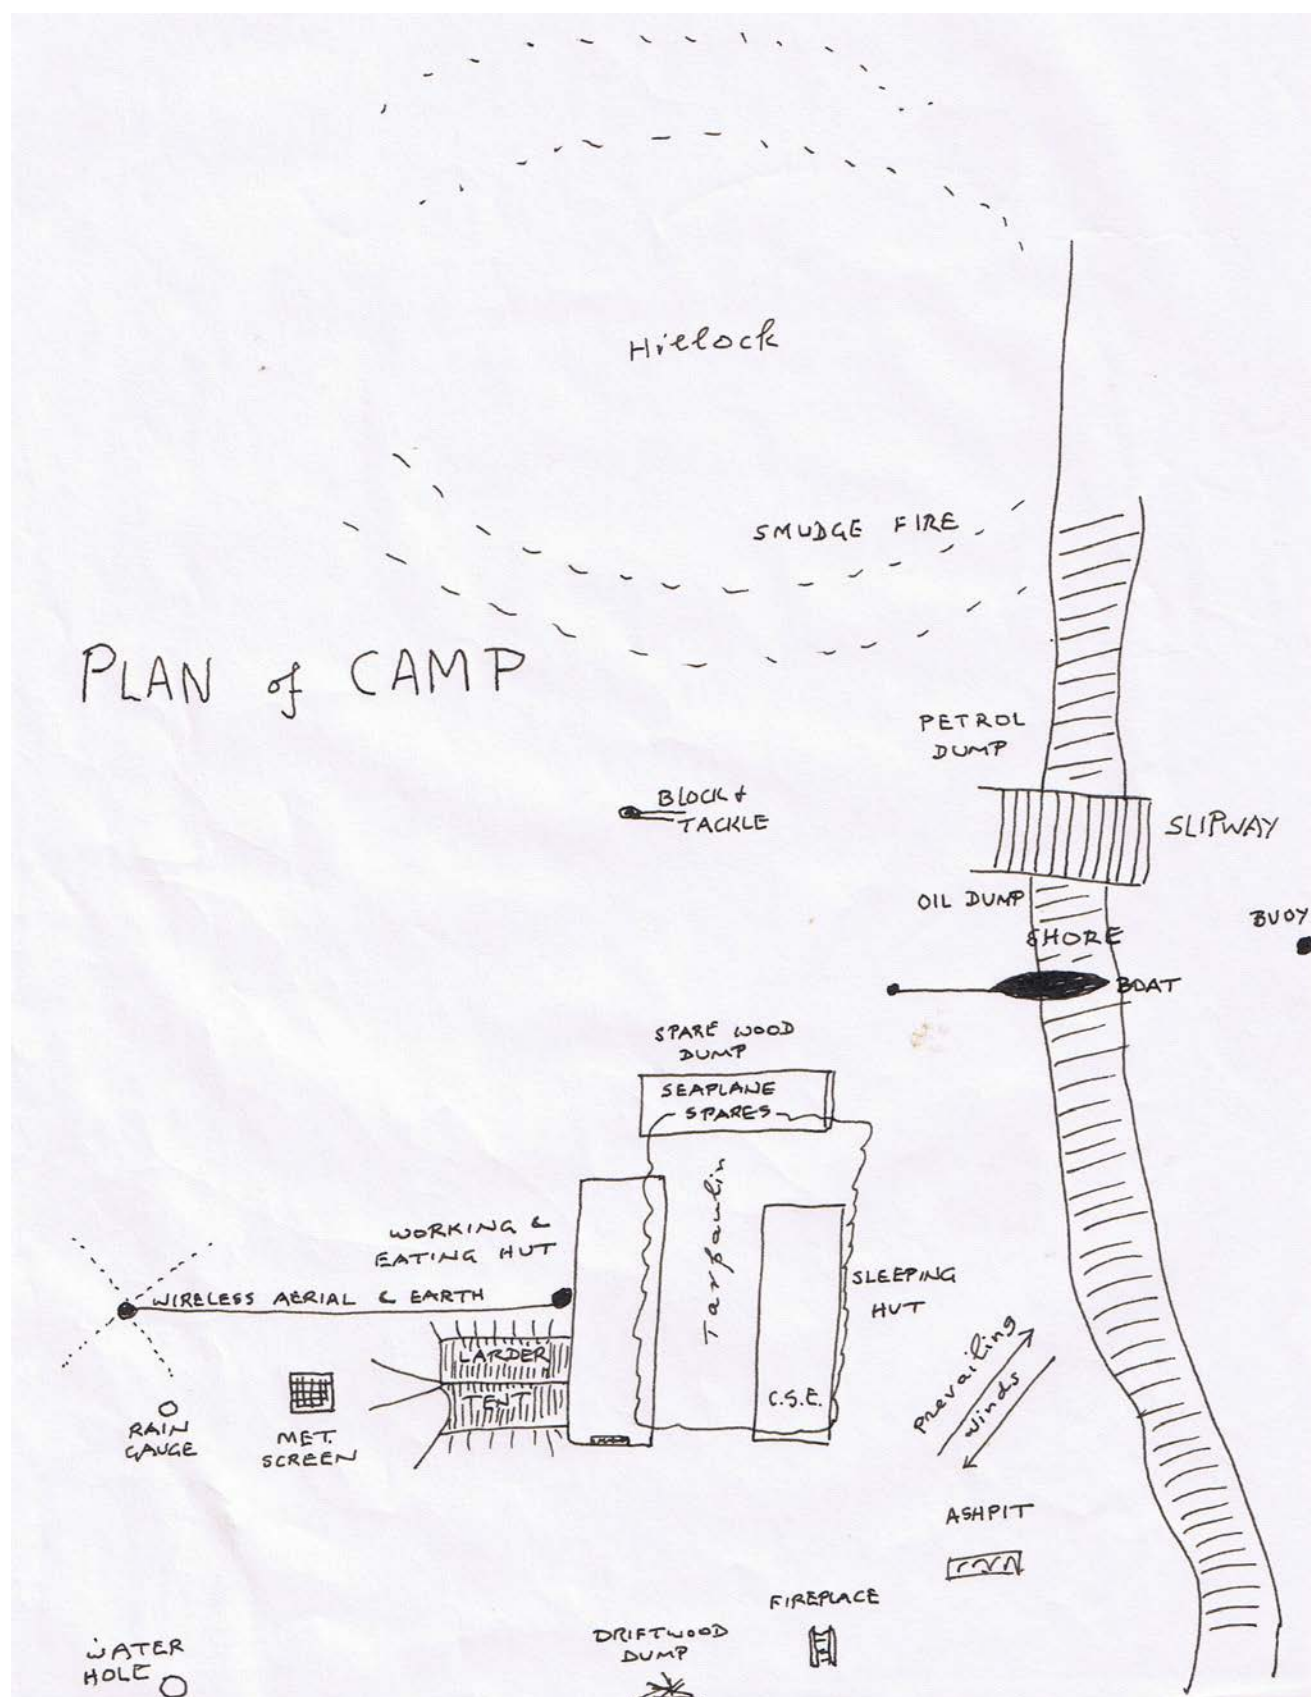 Hillock
SMUDGE FIRE
PLAN of CAMP
PETROL
DUMP
BLOCK &
TACKLE
SLIPWAY
OIL DUMP
BUOY
SHORE
BOAT
SPARE WOOD
DUMP
SEAPLANE
SPARES
Tarpaulin
WORKING &
EATING HUT
WIRELESS AERIAL & EARTH
SLEEPING
HUT
LARDER
TENT
C.S.E.
prevailing
winds
RAIN
GAUGE
MET.
SCREEN
ASHPIT
FIREPLACE
DRIFTWOOD
DUMP
WATER
HOLE